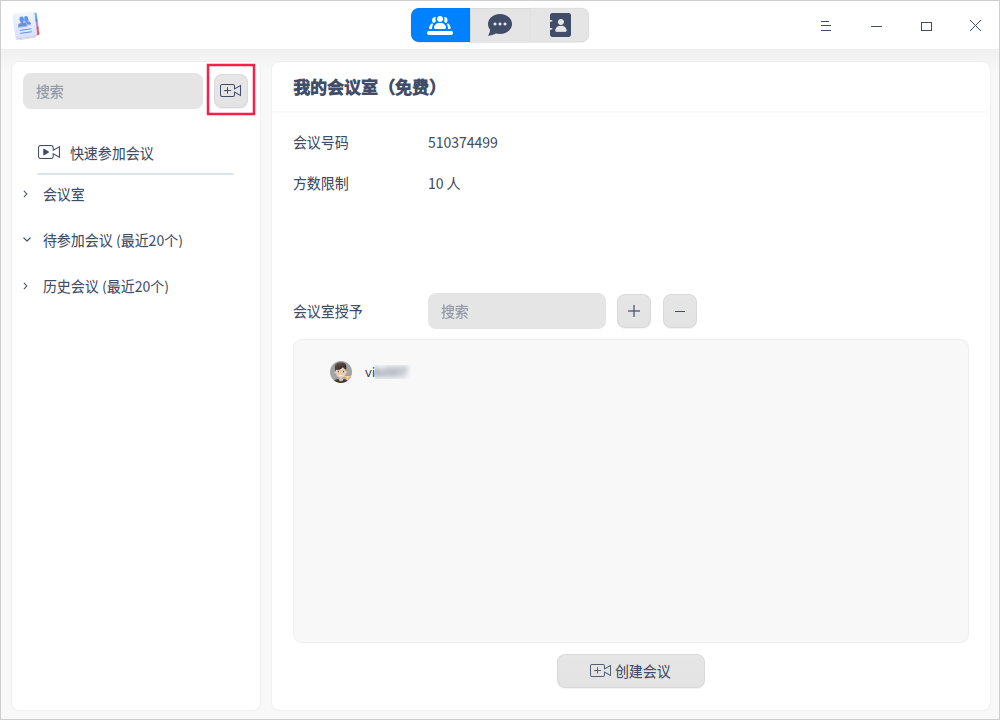 搜索
快速参加会议
会议室
待参加会议 (最近20个)
历史会议 (最近20个)
我的会议室（免费）
会议号码 510374499
方数限制 10 人
会议室授予 搜索
创建会议